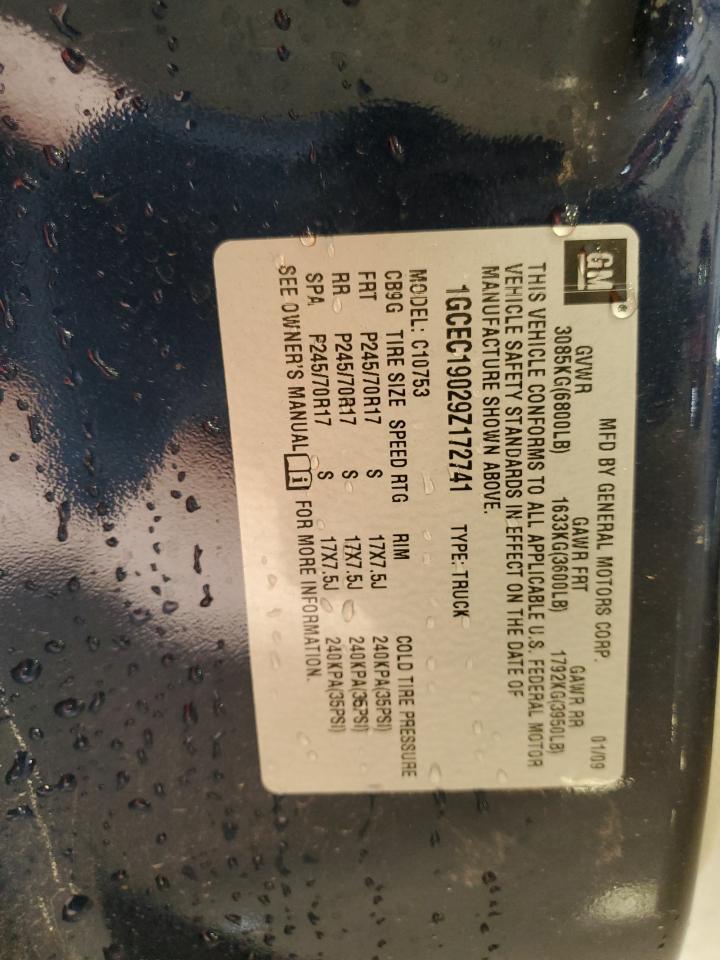 GM®
MFD BY GENERAL MOTORS CORP. 01/09
GVWR GAWR FRT GAWR RR
3085KG(6800LB) 1633KG(3600LB) 1792KG(3950LB)
THIS VEHICLE CONFORMS TO ALL APPLICABLE U.S. FEDERAL MOTOR
VEHICLE SAFETY STANDARDS IN EFFECT ON THE DATE OF
MANUFACTURE SHOWN ABOVE.
1GCEC19029Z172741 TYPE: TRUCK
MODEL: C10753
CB9G TIRE SIZE SPEED RTG RIM COLD TIRE PRESSURE
FRT P245/70R17 S 17X7.5J 240KPA(35PSI)
RR P245/70R17 S 17X7.5J 240KPA(35PSI)
SPA P245/70R17 S 17X7.5J 240KPA(35PSI)
SEE OWNER'S MANUAL i FOR MORE INFORMATION.